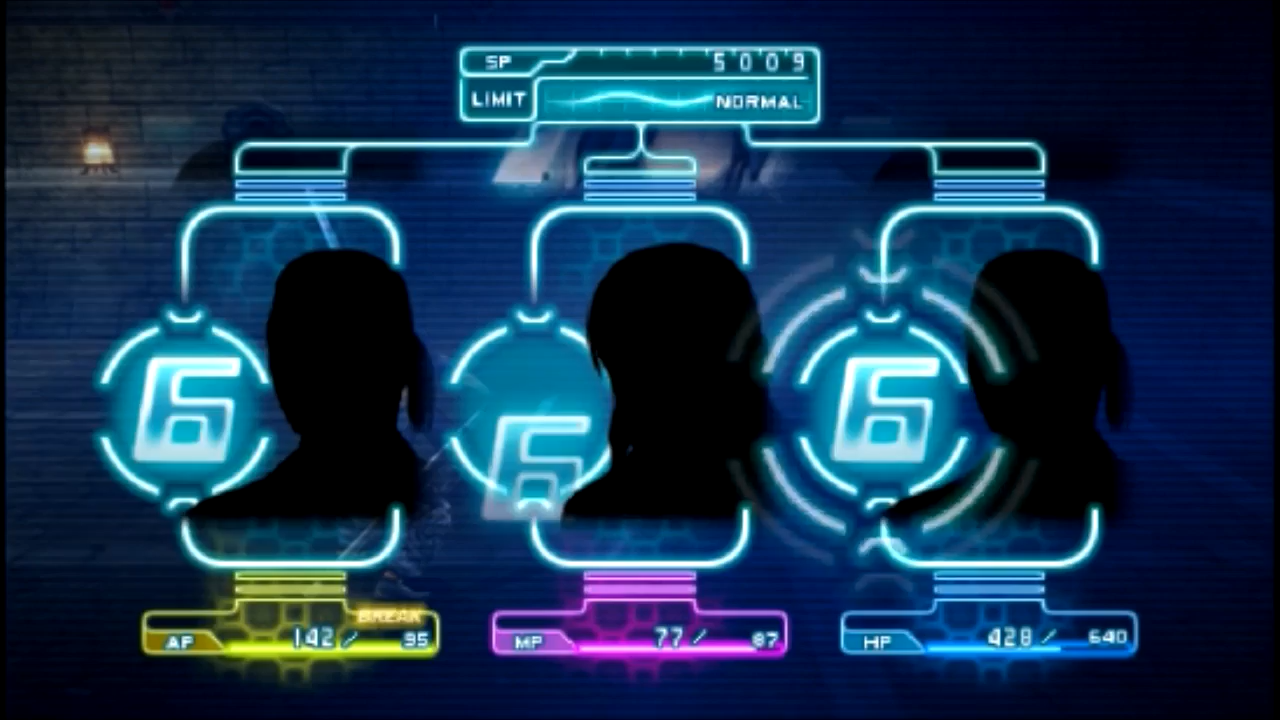 SP 5009
LIMIT NORMAL
6 6 6
BREAK
AP 142/ 95
MP 77/ 87
HP 428/ 640